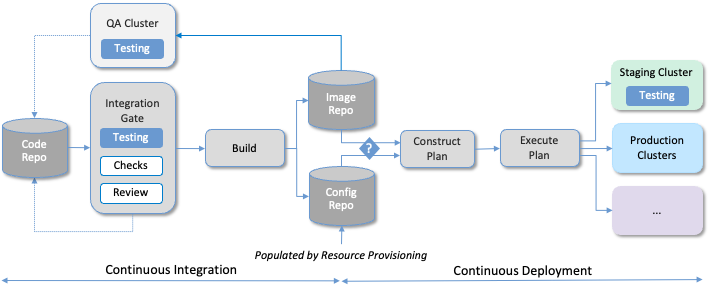 QA Cluster
Testing
Code
Repo
Integration
Gate
Testing
Checks
Review
Build
Image
Repo
?
Config
Repo
Populated by Resource Provisioning
Construct
Plan
Execute
Plan
Staging Cluster
Testing
Production
Clusters
...
Continuous Integration
Continuous Deployment